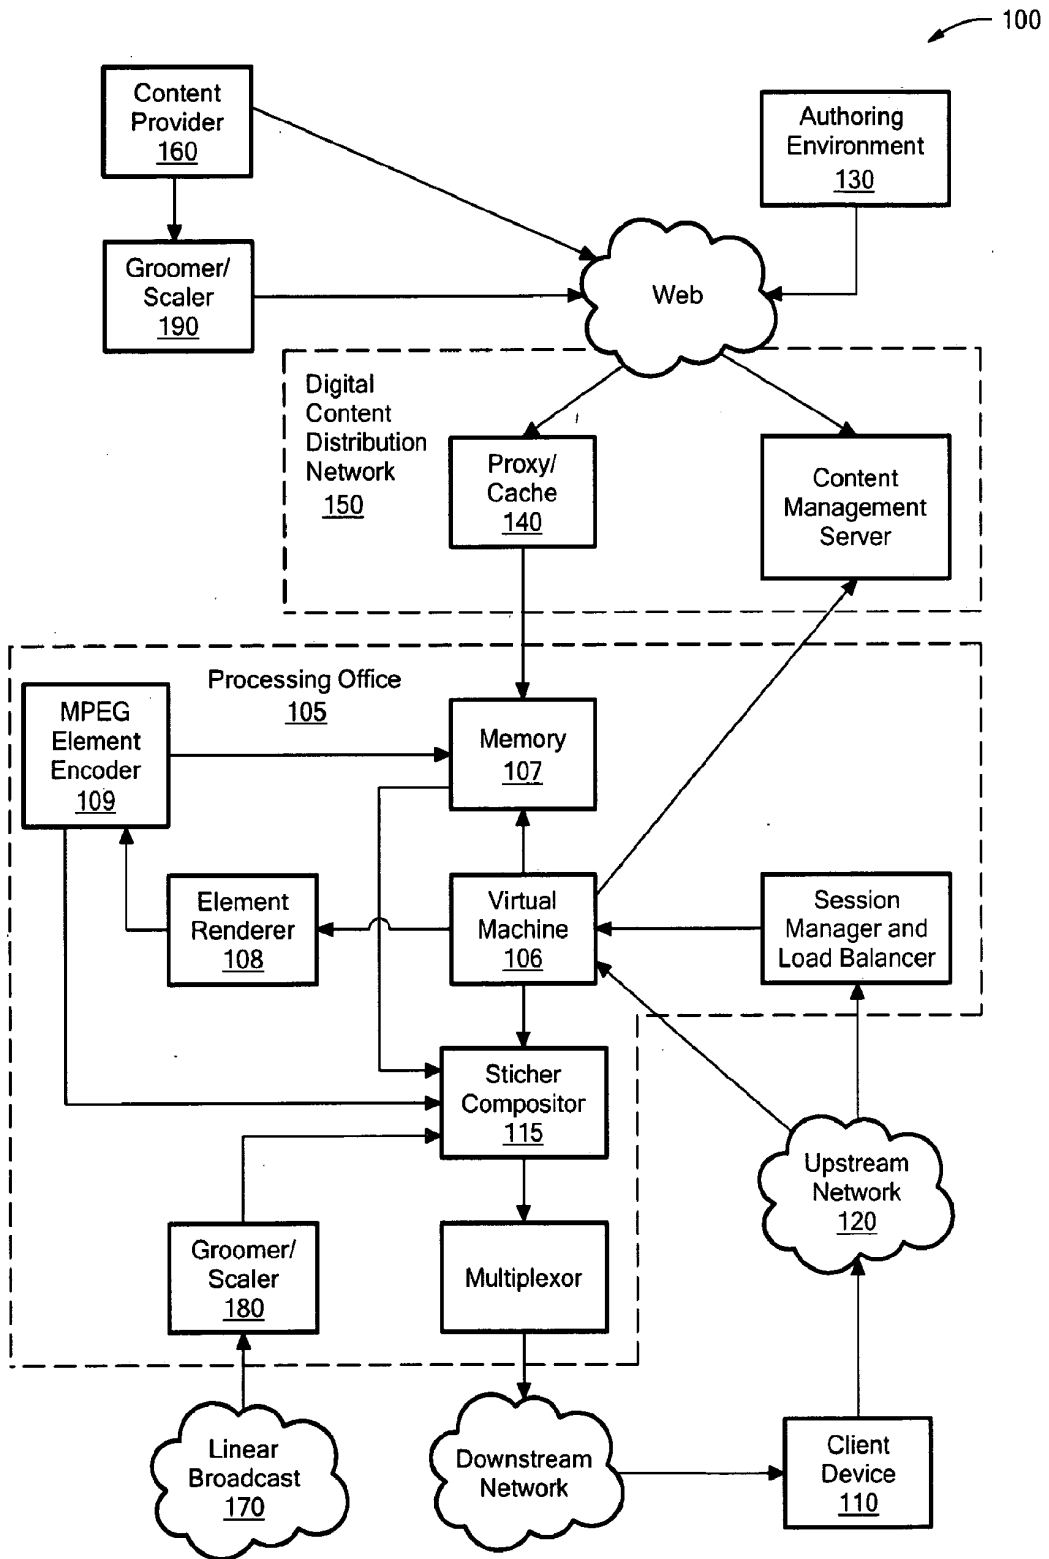 100
Content
Provider
160
Authoring
Environment
130
Groomer/
Scaler
190
Web
Digital
Content
Distribution
Network
150
Proxy/
Cache
140
Content
Management
Server
Processing Office
105
MPEG
Element
Encoder
109
Memory
107
Element
Renderer
108
Virtual
Machine
106
Session
Manager and
Load Balancer
Sticher
Compositor
115
Upstream
Network
120
Groomer/
Scaler
180
Multiplexor
Linear
Broadcast
170
Downstream
Network
Client
Device
110